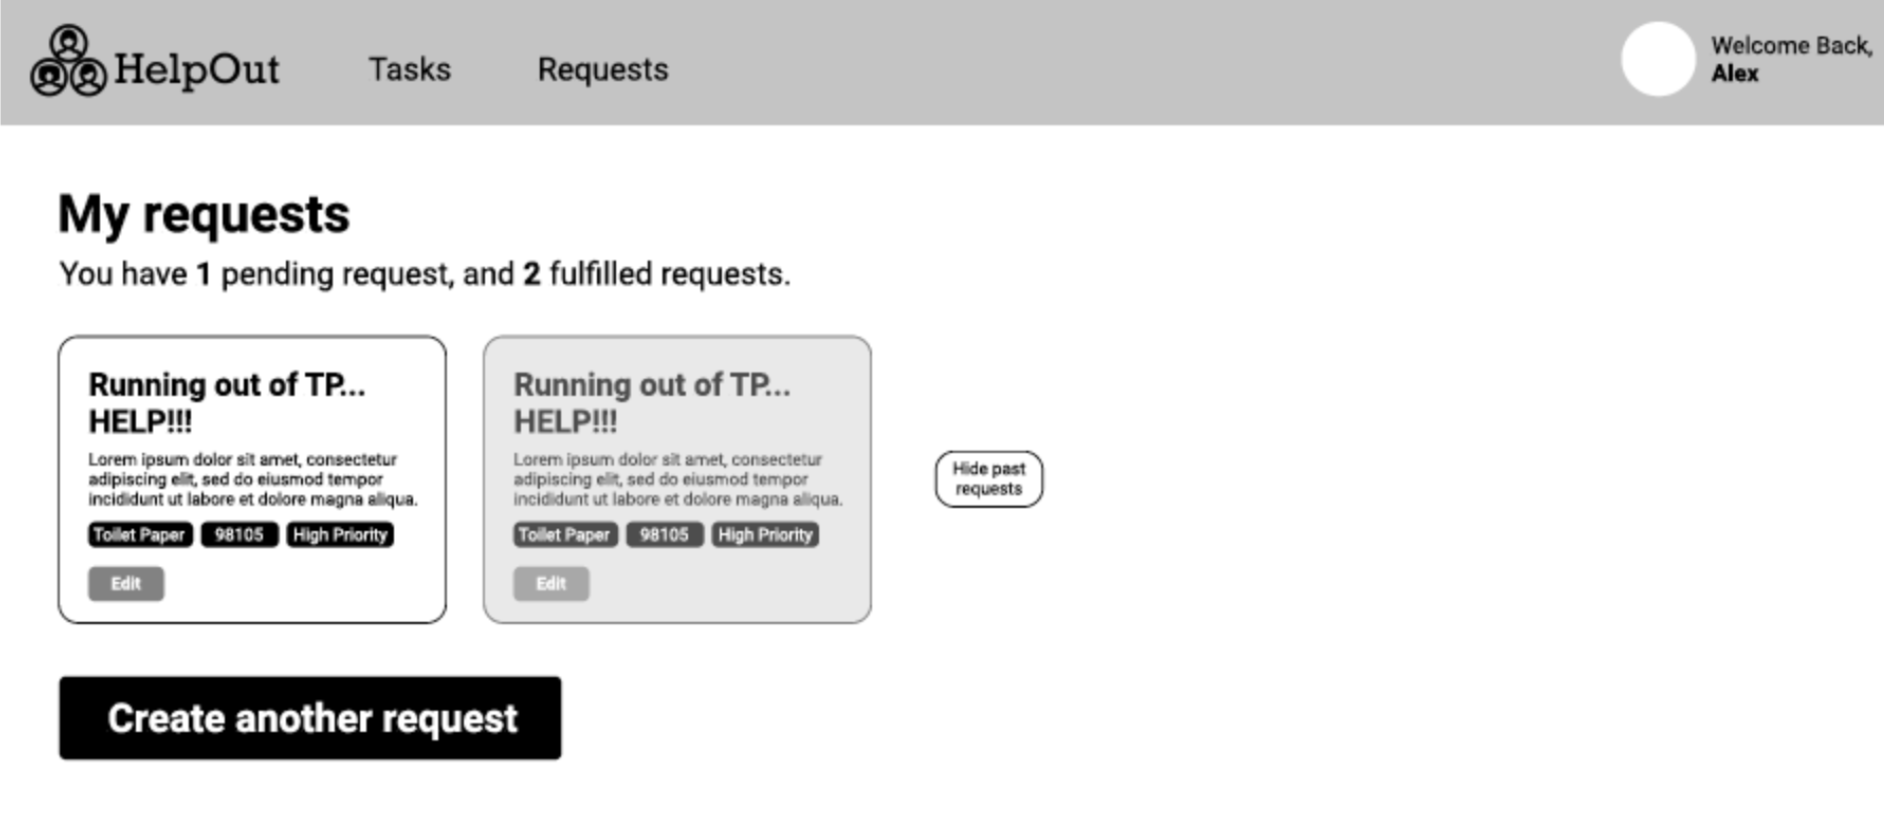 HelpOut
Tasks
Requests
Welcome Back,
Alex
My requests
You have 1 pending request, and 2 fulfilled requests.
Running out of TP...
HELP!!!
Lorem ipsum dolor sit amet, consectetur
adipiscing elit, sed do eiusmod tempor
incididunt ut labore et dolore magna aliqua.
Toilet Paper
98105
High Priority
Edit
Running out of TP...
HELP!!!
Lorem ipsum dolor sit amet, consectetur
adipiscing elit, sed do eiusmod tempor
incididunt ut labore et dolore magna aliqua.
Toilet Paper
98105
High Priority
Edit
Hide past
requests
Create another request